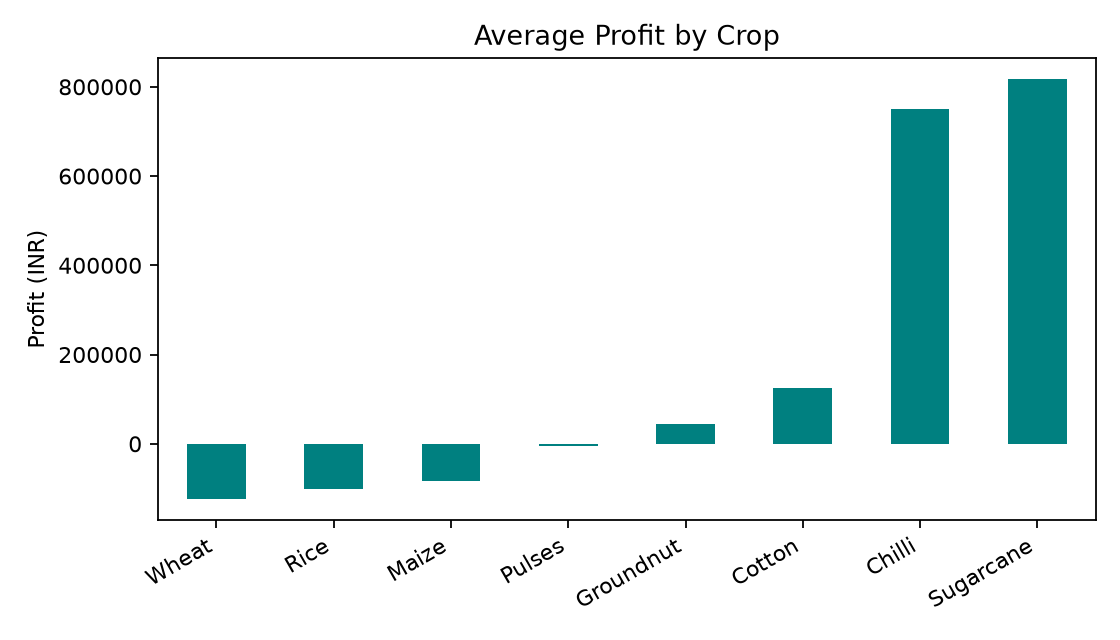 Average Profit by Crop
Profit (INR)
800000
600000
400000
200000
0
Wheat
Rice
Maize
Pulses
Groundnut
Cotton
Chilli
Sugarcane